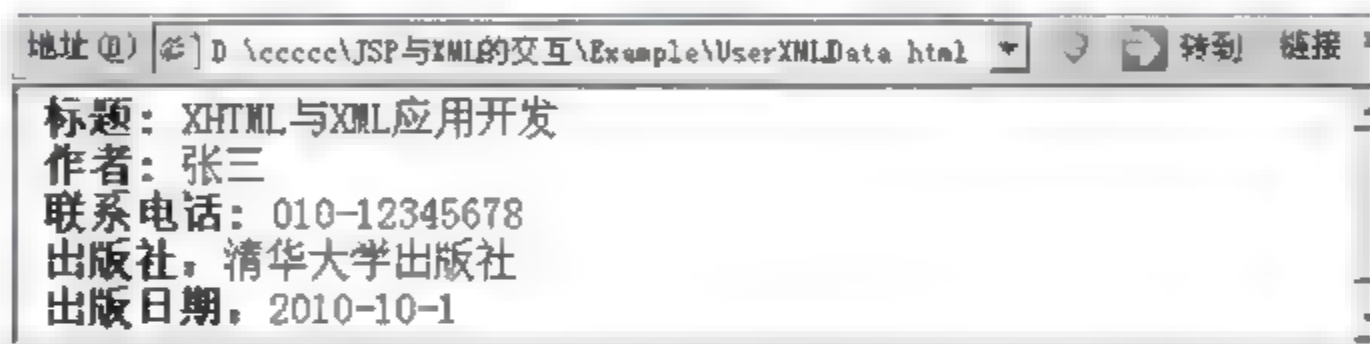 地址(D) D \ccccc\JSP与XML的交互\Example\UserXMLData html 转到 链接
标题：XHTML与XML应用开发
作者：张三
联系电话：010-12345678
出版社：清华大学出版社
出版日期：2010-10-1